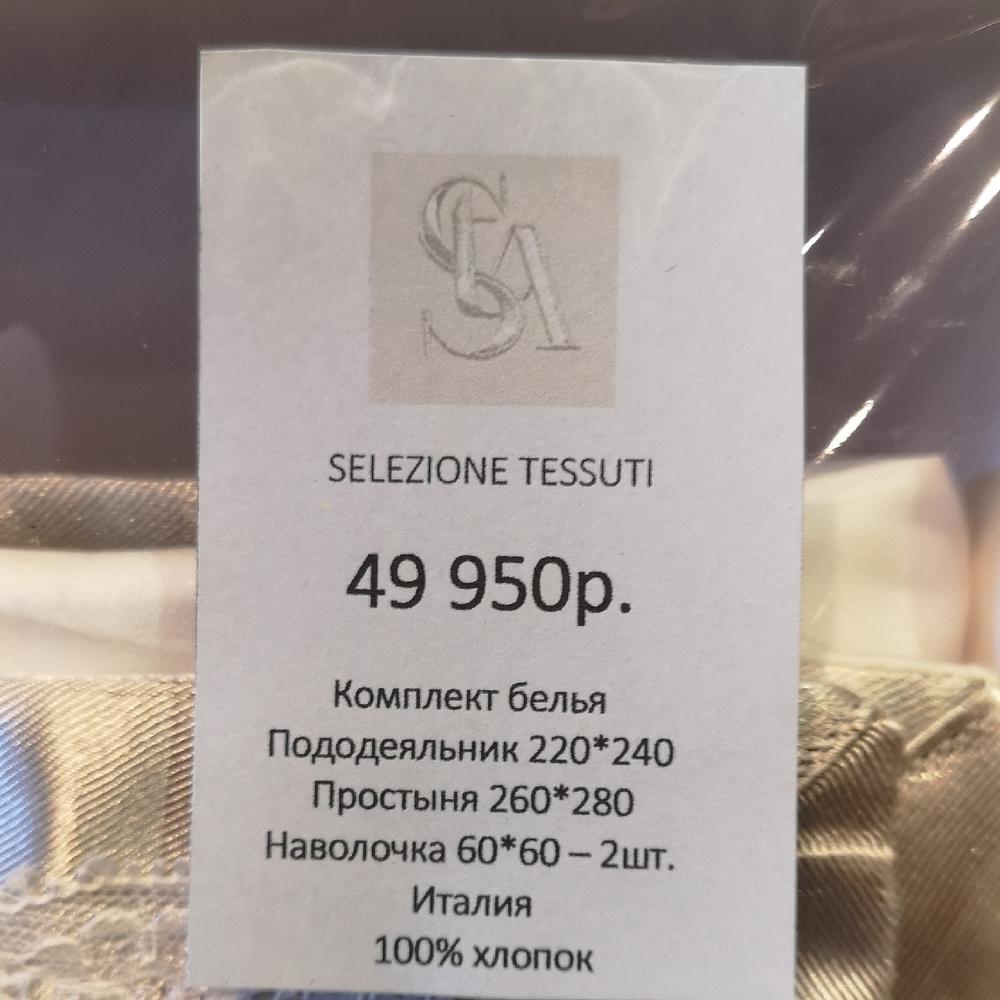 SA
SELEZIONE TESSUTI
49 950р.
Комплект белья
Пододеяльник 220*240
Простыня 260*280
Наволочка 60*60 – 2шт.
Италия
100% хлопок